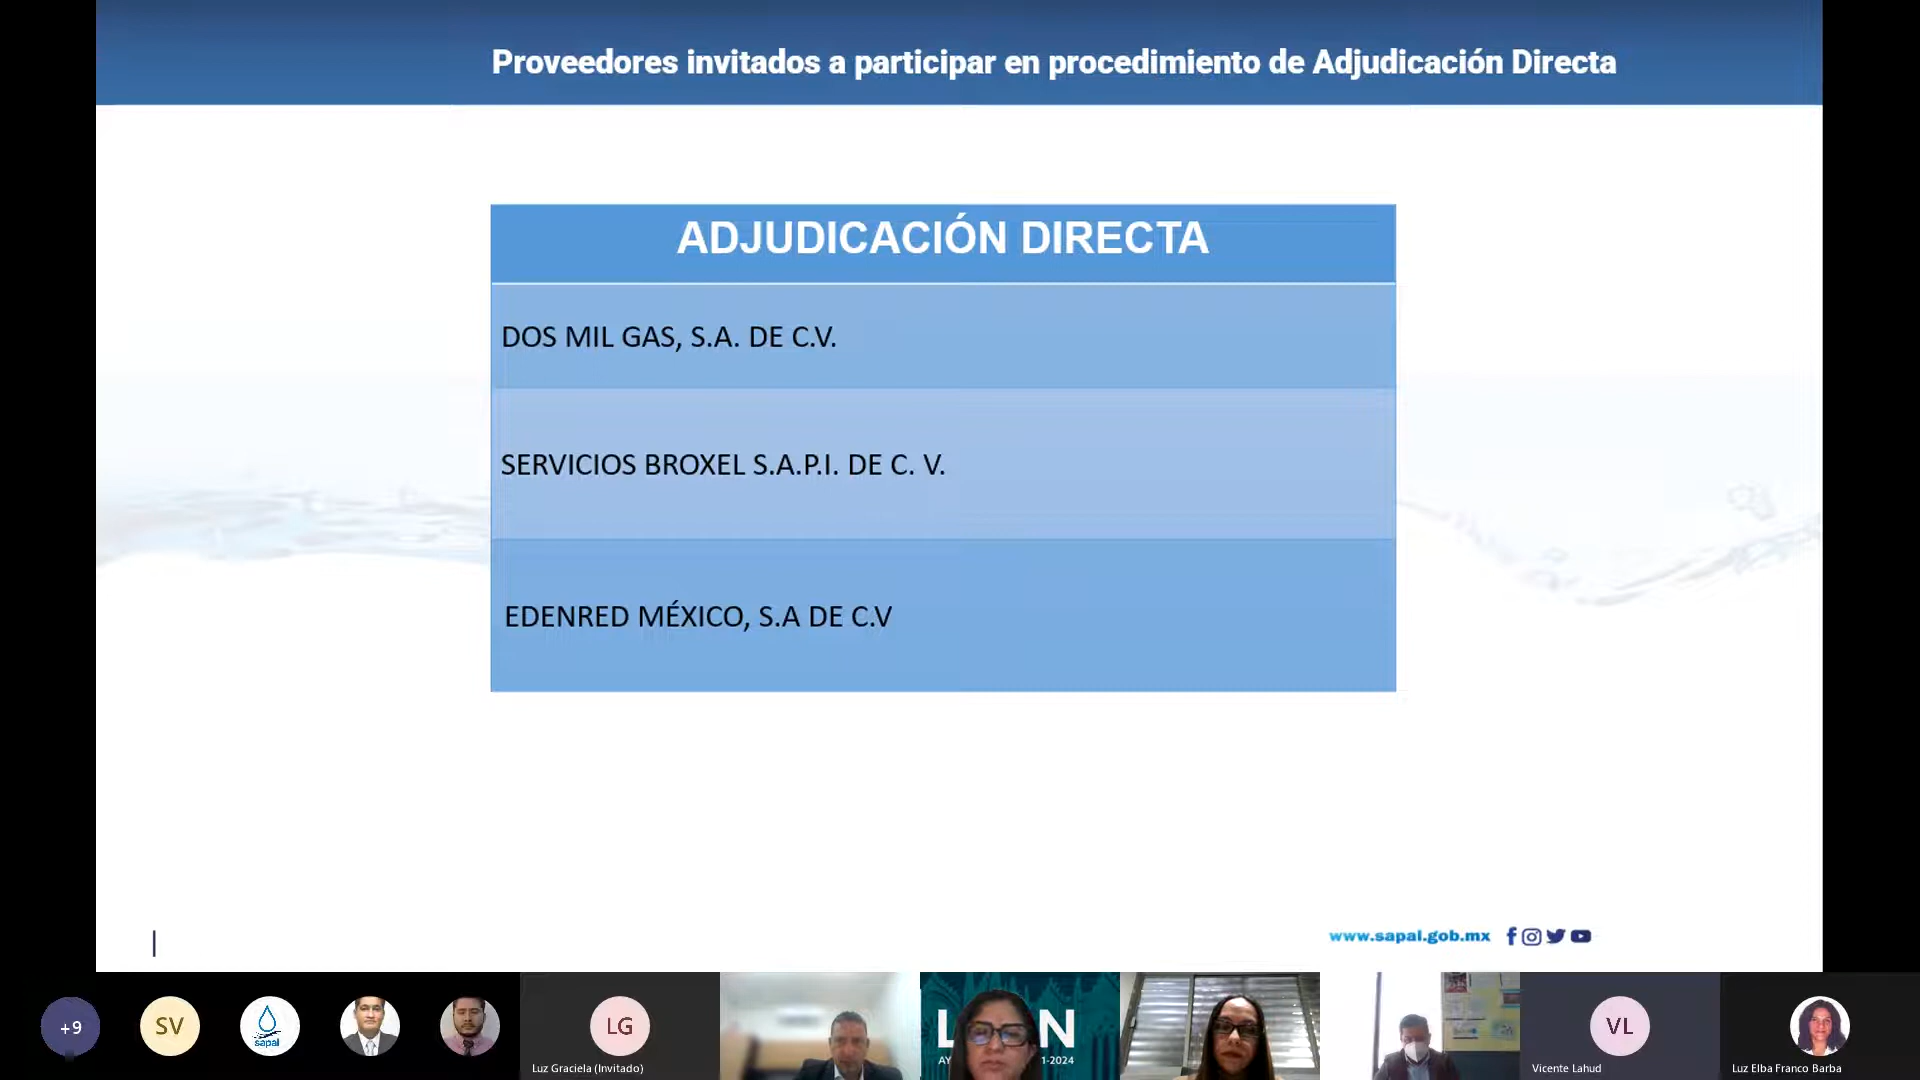 Proveedores invitados a participar en procedimiento de Adjudicación Directa
ADJUDICACIÓN DIRECTA
DOS MIL GAS, S.A. DE C.V.
SERVICIOS BROXEL S.A.P.I. DE C. V.
EDENRED MÉXICO, S.A DE C.V
www.sapal.gob.mx
+9
SV
sapal
LG
Luz Graciela (Invitado)
1-2024
VL
Vicente Lahud
Luz Elba Franco Barba